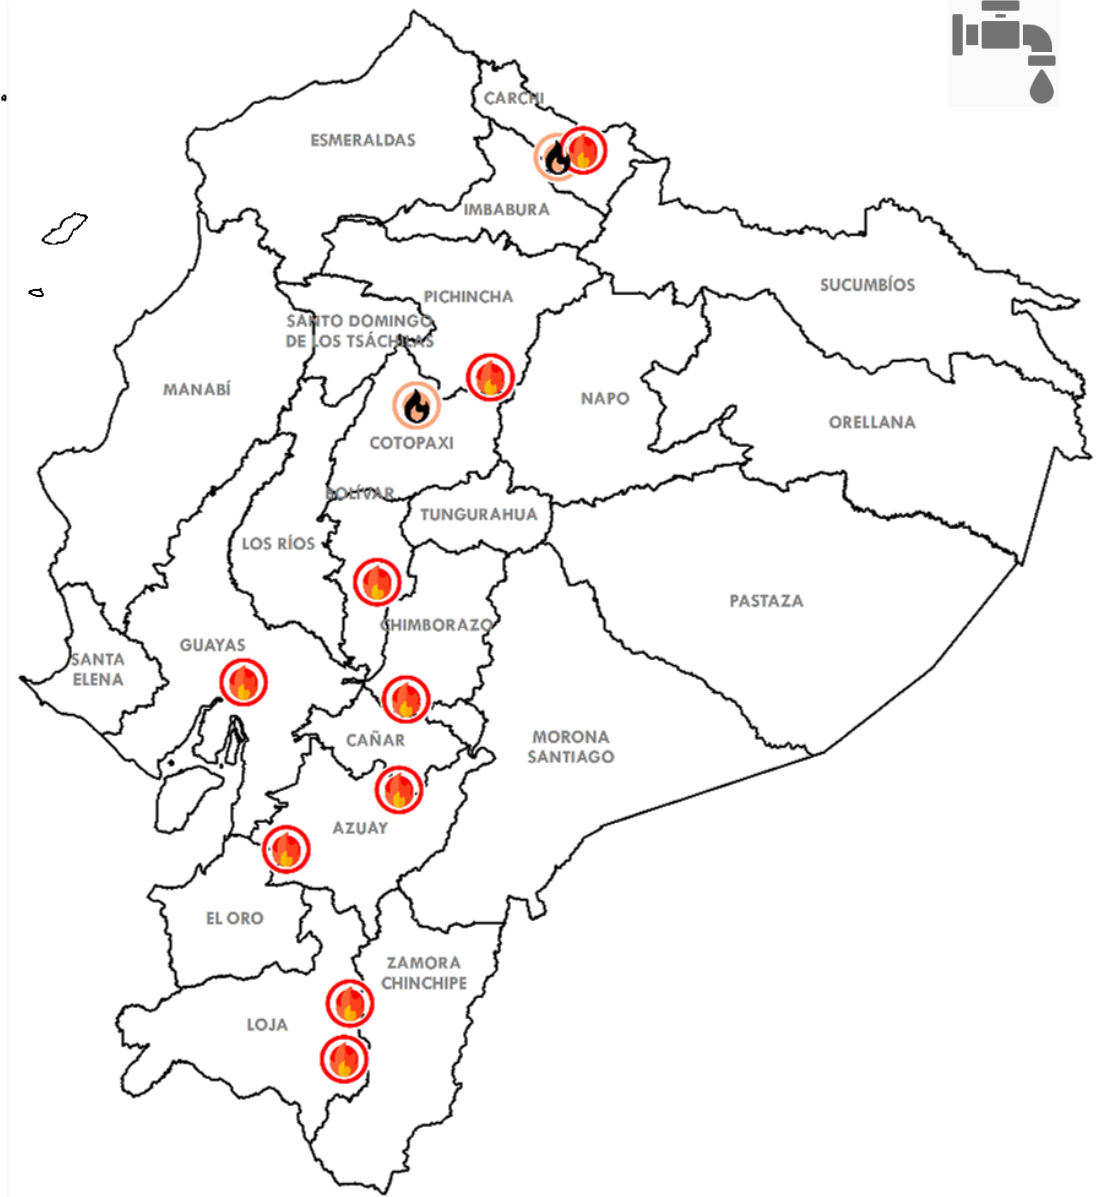 CARCHI
ESMERALDAS
IMBABURA
SUCUMBÍOS
PICHINCHA
SANTO DOMINGO
DE LOS TSÁCHILAS
MANABÍ
NAPO
ORELLANA
COTOPAXI
BOLÍVAR
TUNGURAHUA
LOS RÍOS
PASTAZA
CHIMBORAZO
GUAYAS
SANTA
ELENA
CAÑAR
MORONA
SANTIAGO
AZUAY
EL ORO
ZAMORA
CHINCHIPE
LOJA